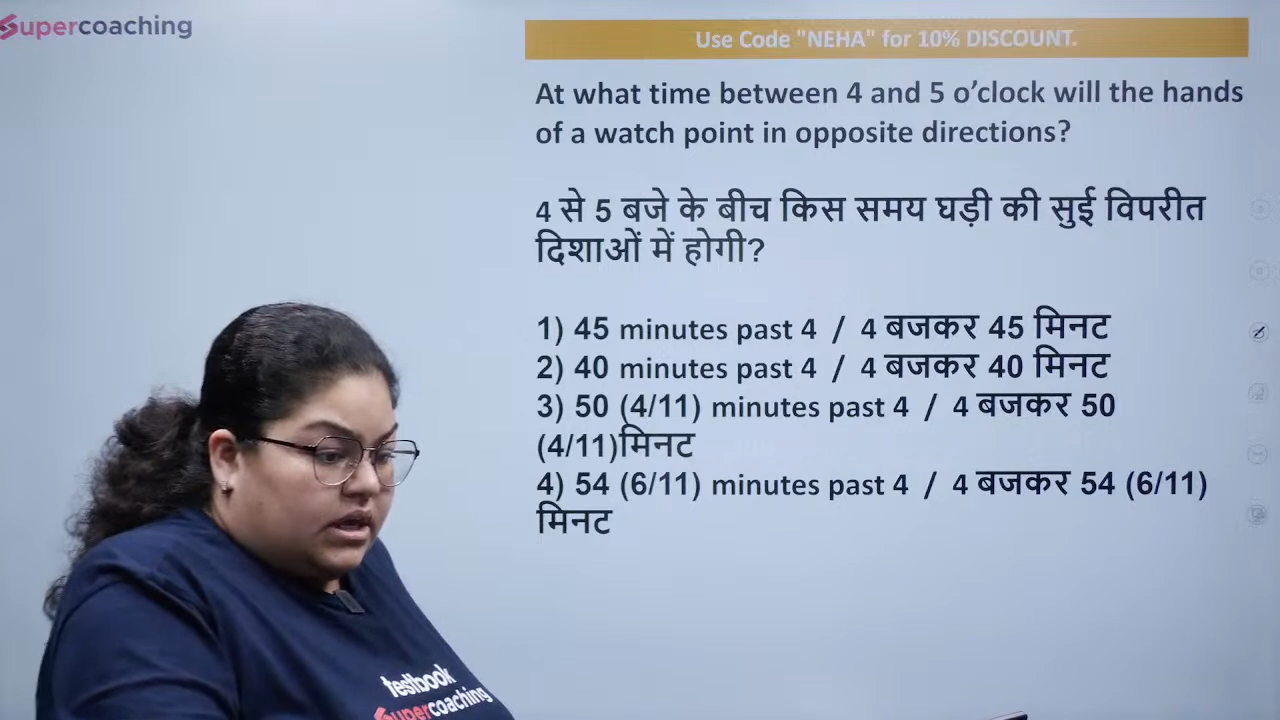 Supercoaching
Use Code "NEHA" for 10% DISCOUNT.
At what time between 4 and 5 o’clock will the hands
of a watch point in opposite directions?
4 से 5 बजे के बीच किस समय घड़ी की सुई विपरीत
दिशाओं में होगी?
1) 45 minutes past 4 / 4 बजकर 45 मिनट
2) 40 minutes past 4 / 4 बजकर 40 मिनट
3) 50 (4/11) minutes past 4 / 4 बजकर 50
(4/11)मिनट
4) 54 (6/11) minutes past 4 / 4 बजकर 54 (6/11)
मिनट
testbook
Supercoaching